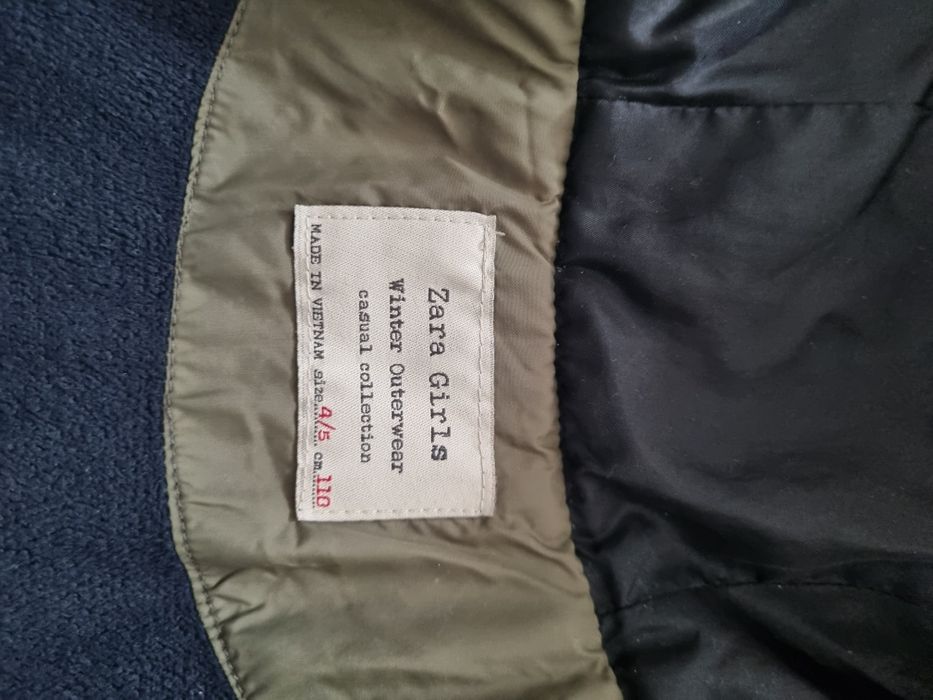 Zara Girls
Winter Outerwear
casual collection
MADE IN VIETNAM size 4/5 cm 110